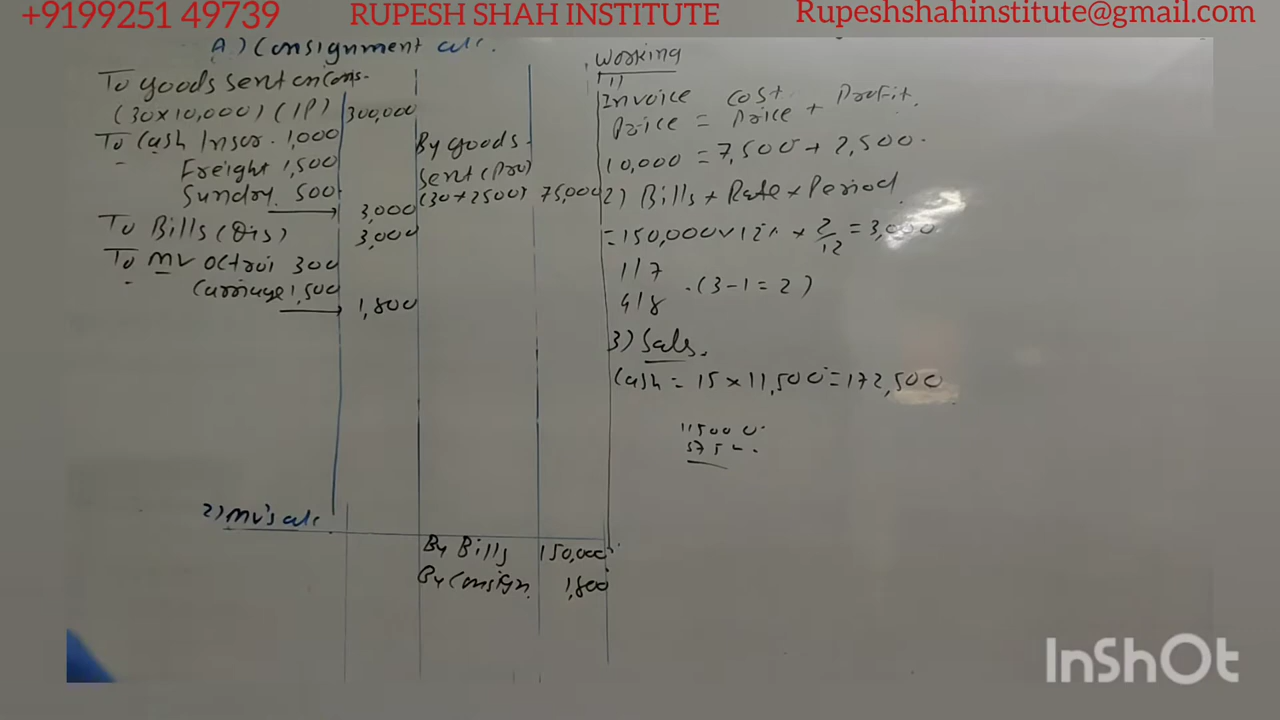 +9199251 49739 RUPESH SHAH INSTITUTE Rupeshshahinstitute@gmail.com
A) Consignment a/c.
To goods sent on Cons.
(30x10,000) (IP) 300,000
To Cash Insur. 1,000
Freight 1,500
Sundry. 500
3,000
To Bills (Dis) 3,000
To MV Octroi 300
Carriage 1,500
1,800
By goods
sent (Pro)
(30x2500) 75,000
Working
1)
Invoice Cost Profit.
Price = Price +
10,000 = 7,500 + 2,500.
2) Bills x Rate x Period
= 150,000 x 12% x 2/12 = 3,000
1/7
4/8 .(3-1=2)
3) Sales.
Cash = 15 x 11,500 = 172,500
115000
575
2) MV's a/c
By Bills 150,000
By Consign. 1,800
InShOt